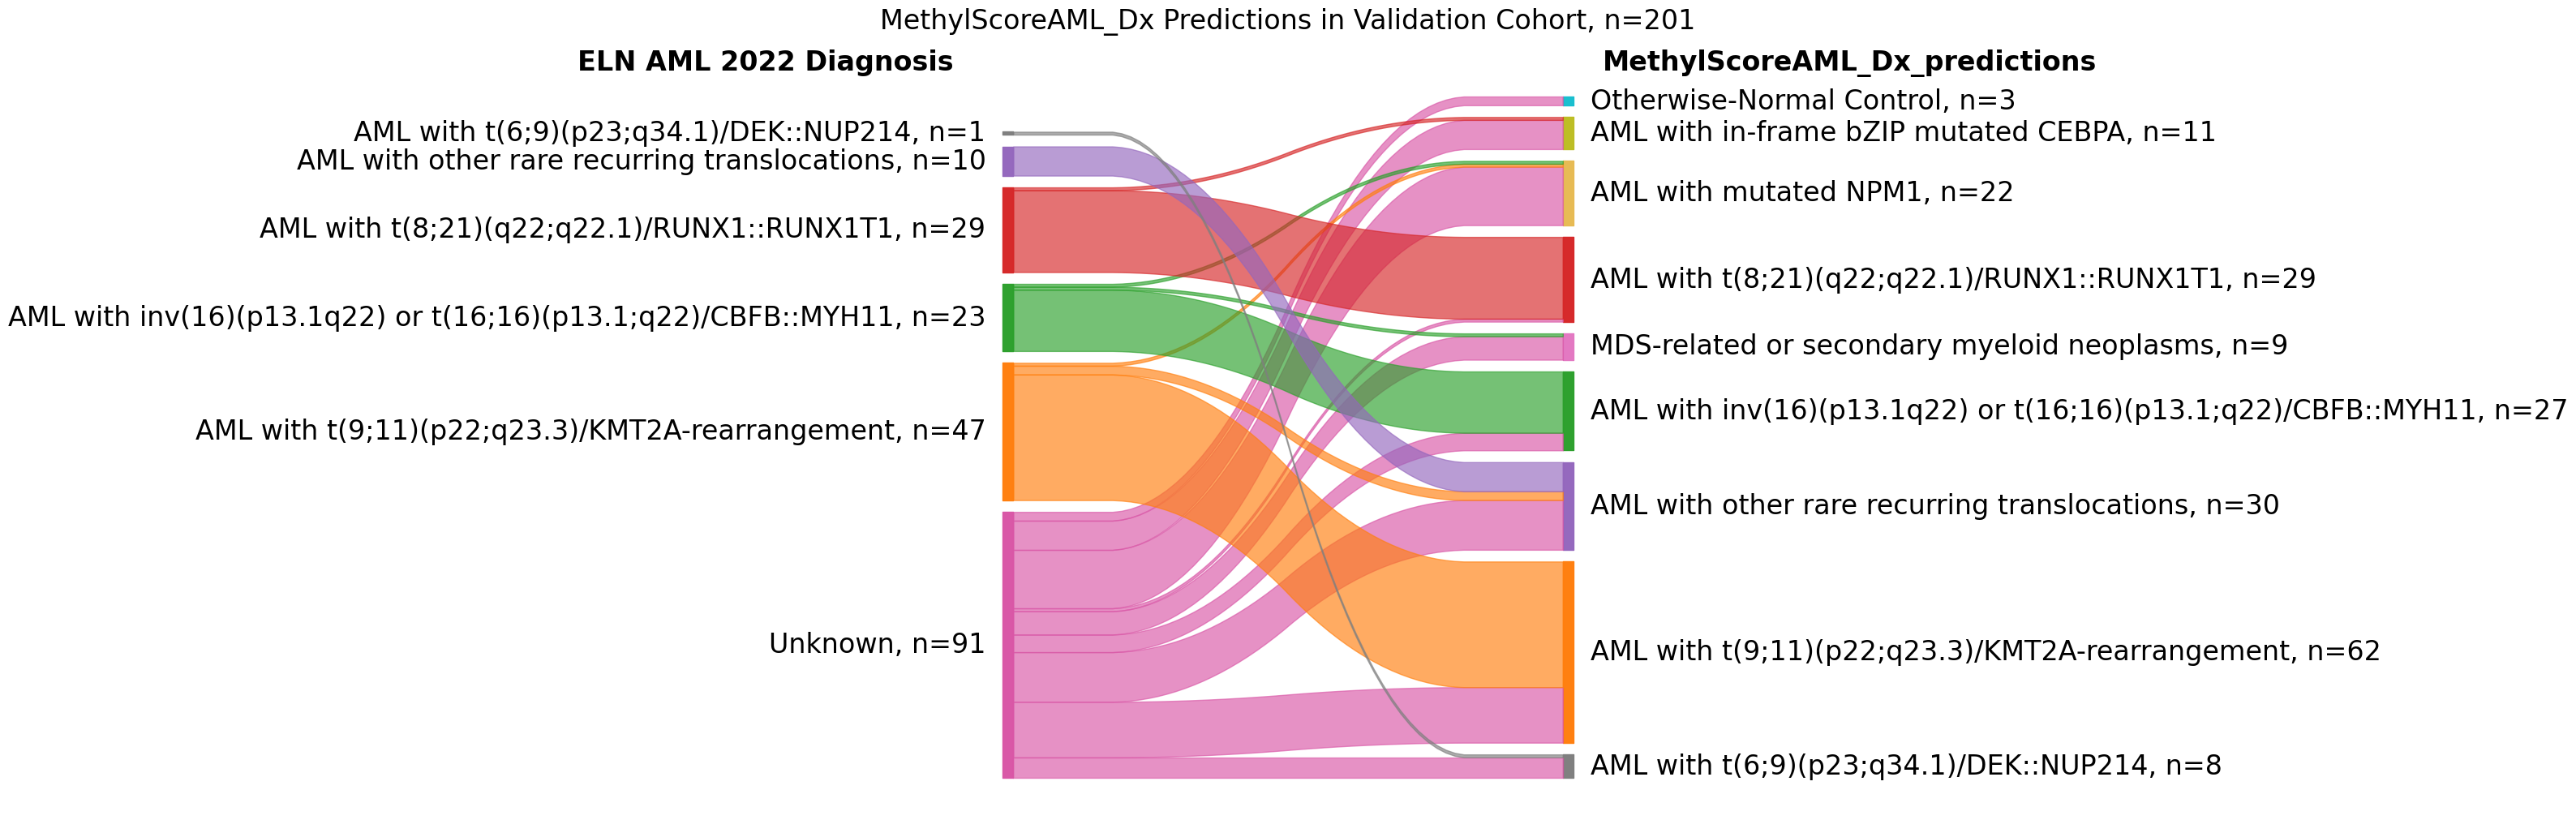 MethylScoreAML_Dx Predictions in Validation Cohort, n=201
ELN AML 2022 Diagnosis
AML with t(6;9)(p23;q34.1)/DEK::NUP214, n=1
AML with other rare recurring translocations, n=10
AML with t(8;21)(q22;q22.1)/RUNX1::RUNX1T1, n=29
AML with inv(16)(p13.1q22) or t(16;16)(p13.1;q22)/CBFB::MYH11, n=23
AML with t(9;11)(p22;q23.3)/KMT2A-rearrangement, n=47
Unknown, n=91
MethylScoreAML_Dx_predictions
Otherwise-Normal Control, n=3
AML with in-frame bZIP mutated CEBPA, n=11
AML with mutated NPM1, n=22
AML with t(8;21)(q22;q22.1)/RUNX1::RUNX1T1, n=29
MDS-related or secondary myeloid neoplasms, n=9
AML with inv(16)(p13.1q22) or t(16;16)(p13.1;q22)/CBFB::MYH11, n=27
AML with other rare recurring translocations, n=30
AML with t(9;11)(p22;q23.3)/KMT2A-rearrangement, n=62
AML with t(6;9)(p23;q34.1)/DEK::NUP214, n=8